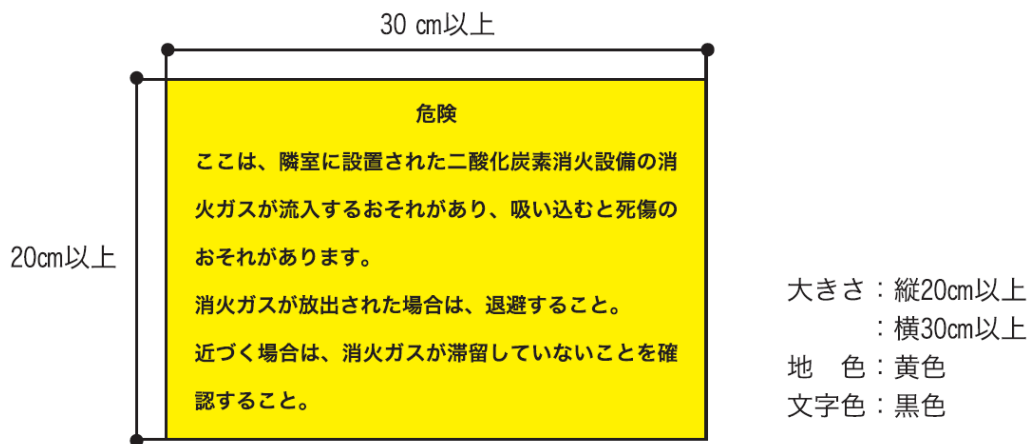 30 cm以上
20cm以上
危険
ここは、隣室に設置された二酸化炭素消火設備の消
火ガスが流入するおそれがあり、吸い込むと死傷の
おそれがあります。
消火ガスが放出された場合は、退避すること。
近づく場合は、消火ガスが滞留していないことを確
認すること。
大きさ：縦20cm以上
：横30cm以上
地　色：黄色
文字色：黒色